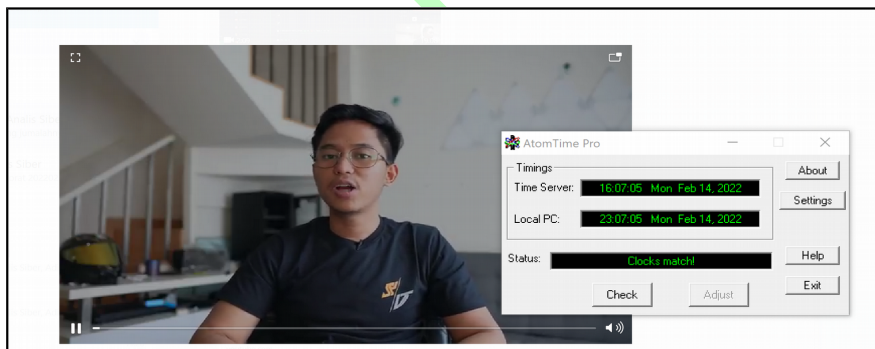 AtomTime Pro
Timings
Time Server: 16:07:05 Mon Feb 14, 2022
Local PC: 23:07:05 Mon Feb 14, 2022
Status: Clocks match!
About
Settings
Help
Exit
Check
Adjust